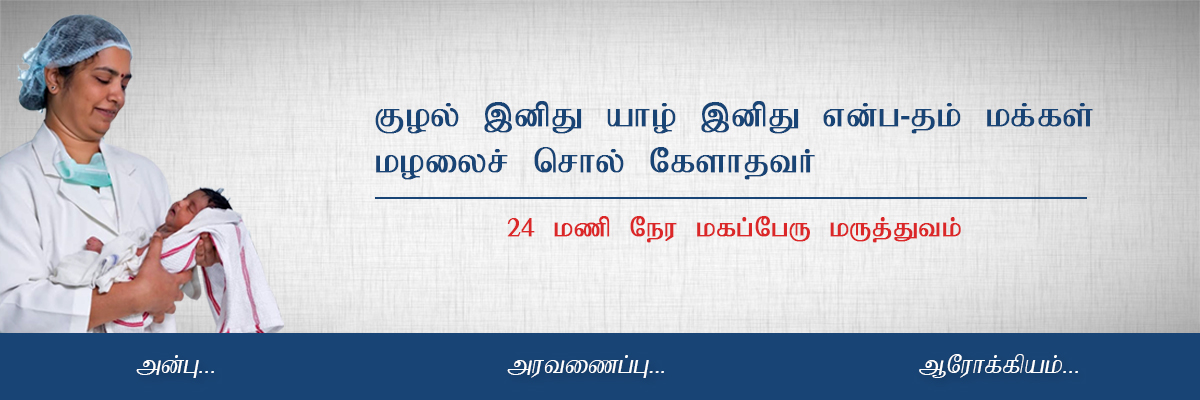 குழல் இனிது யாழ் இனிது என்ப-தம் மக்கள்
மழலைச் சொல் கேளாதவர்
24 மணி நேர மகப்பேரு மருத்துவம்
அன்பு... அரவணைப்பு... ஆரோக்கியம்...